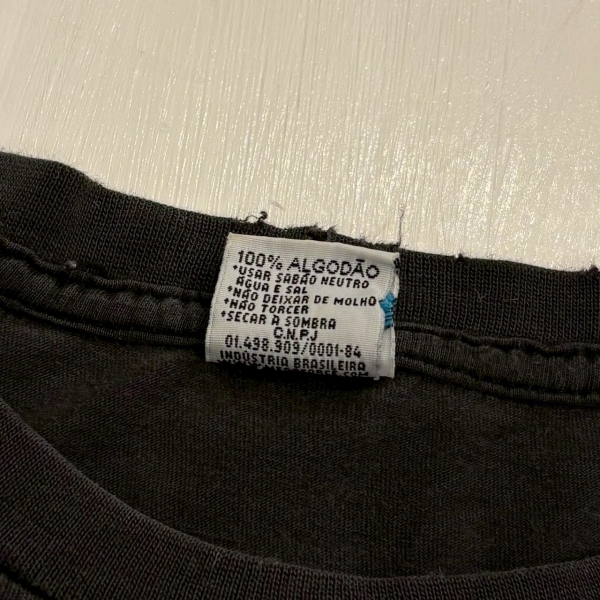 100% ALGODÃO
*USAR SABÃO NEUTRO
ÁGUA E SAL
*NÃO DEIXAR DE MOLHO
*NÃO TORCER
*SECAR À SOMBRA
C.N.P.J
01.498.909/0001-84
INDÚSTRIA BRASILEIRA